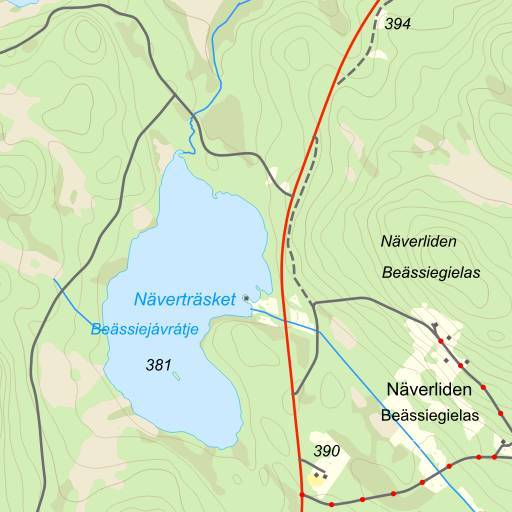 394
Näverliden
Beässiegielas
Näverträsket
Beässiejávrátje
381
Näverliden
Beässiegielas
390